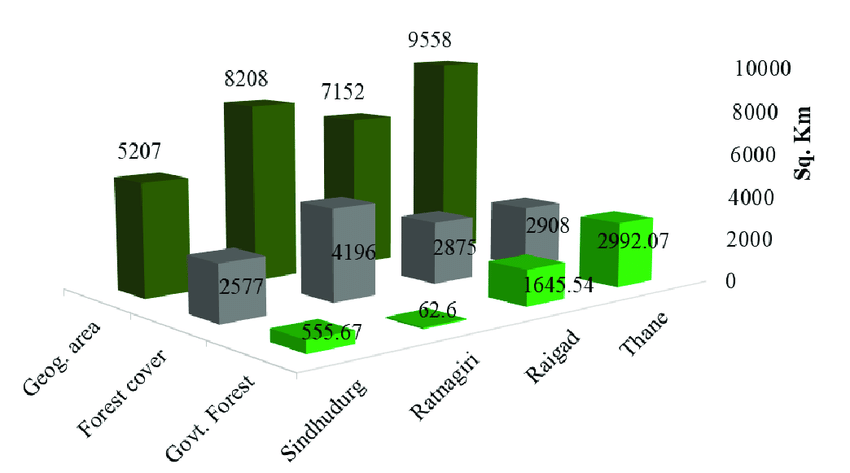 9558
8208
7152
5207
10000
8000
6000
4000
2000
0
Sq. Km
2908
2875
4196
2577
2992.07
1645.54
62.6
555.67
Geog. area
Forest cover
Govt. Forest
Sindhudurg
Ratnagiri
Raigad
Thane